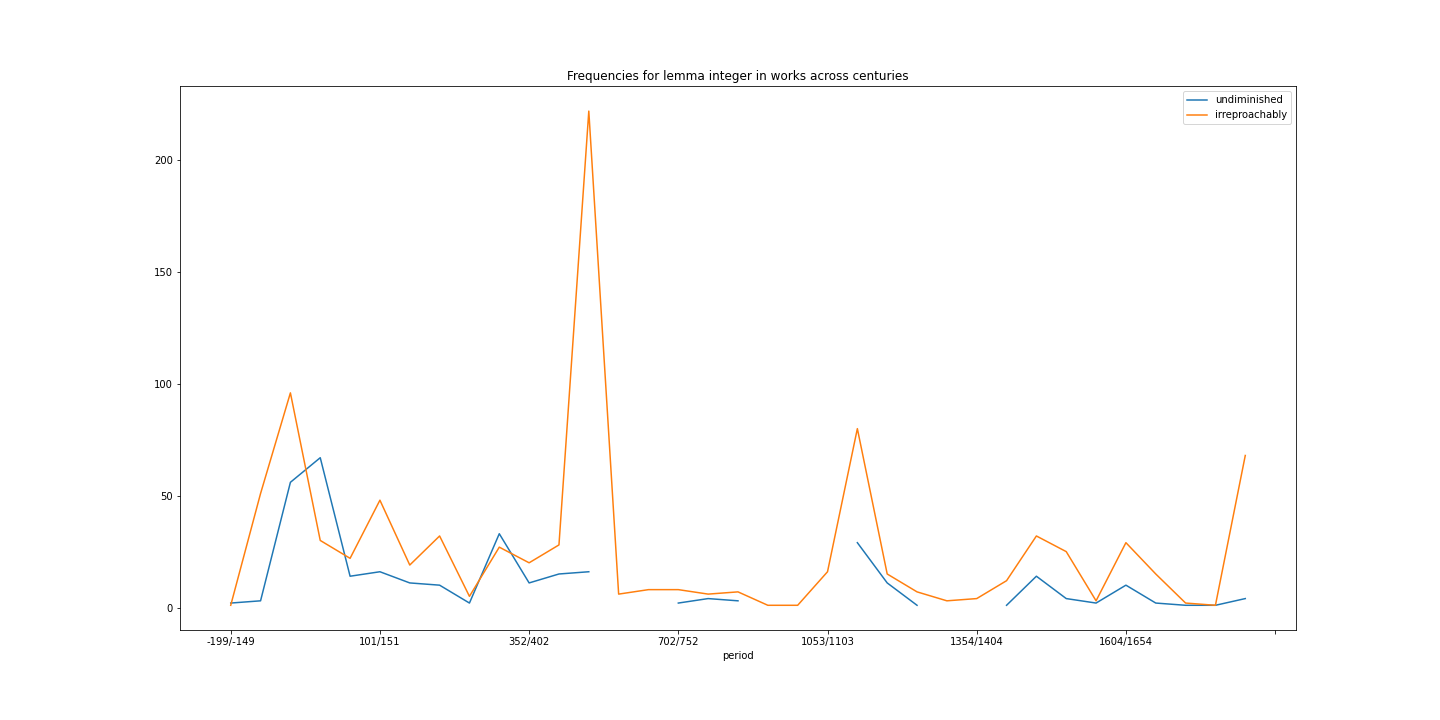 Frequencies for lemma integer in works across centuries
undiminished
irreproachably
200
150
100
50
0
-199/-149 101/151 352/402 702/752 1053/1103 1354/1404 1604/1654
period